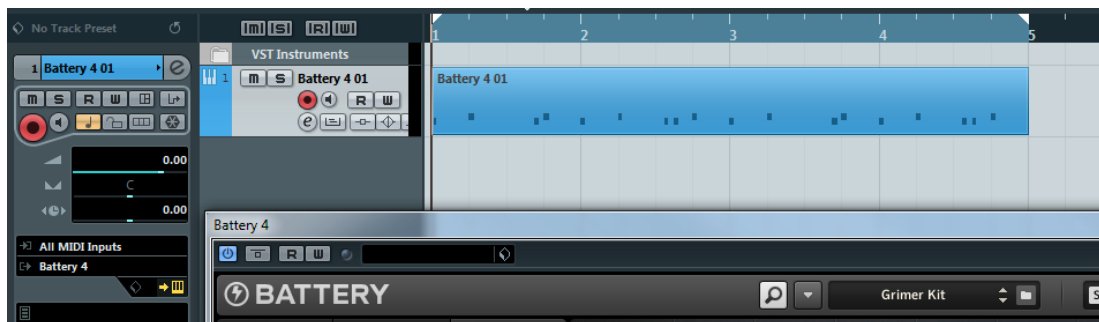 No Track Preset
M S R W
1 2 3 4 5
VST Instruments
1 Battery 4 01 e
1 m S Battery 4 01
Battery 4 01
m S R W
R W
e
0.00
C
0.00
Battery 4
All MIDI Inputs
R W
Battery 4
BATTERY
Grimer Kit
S